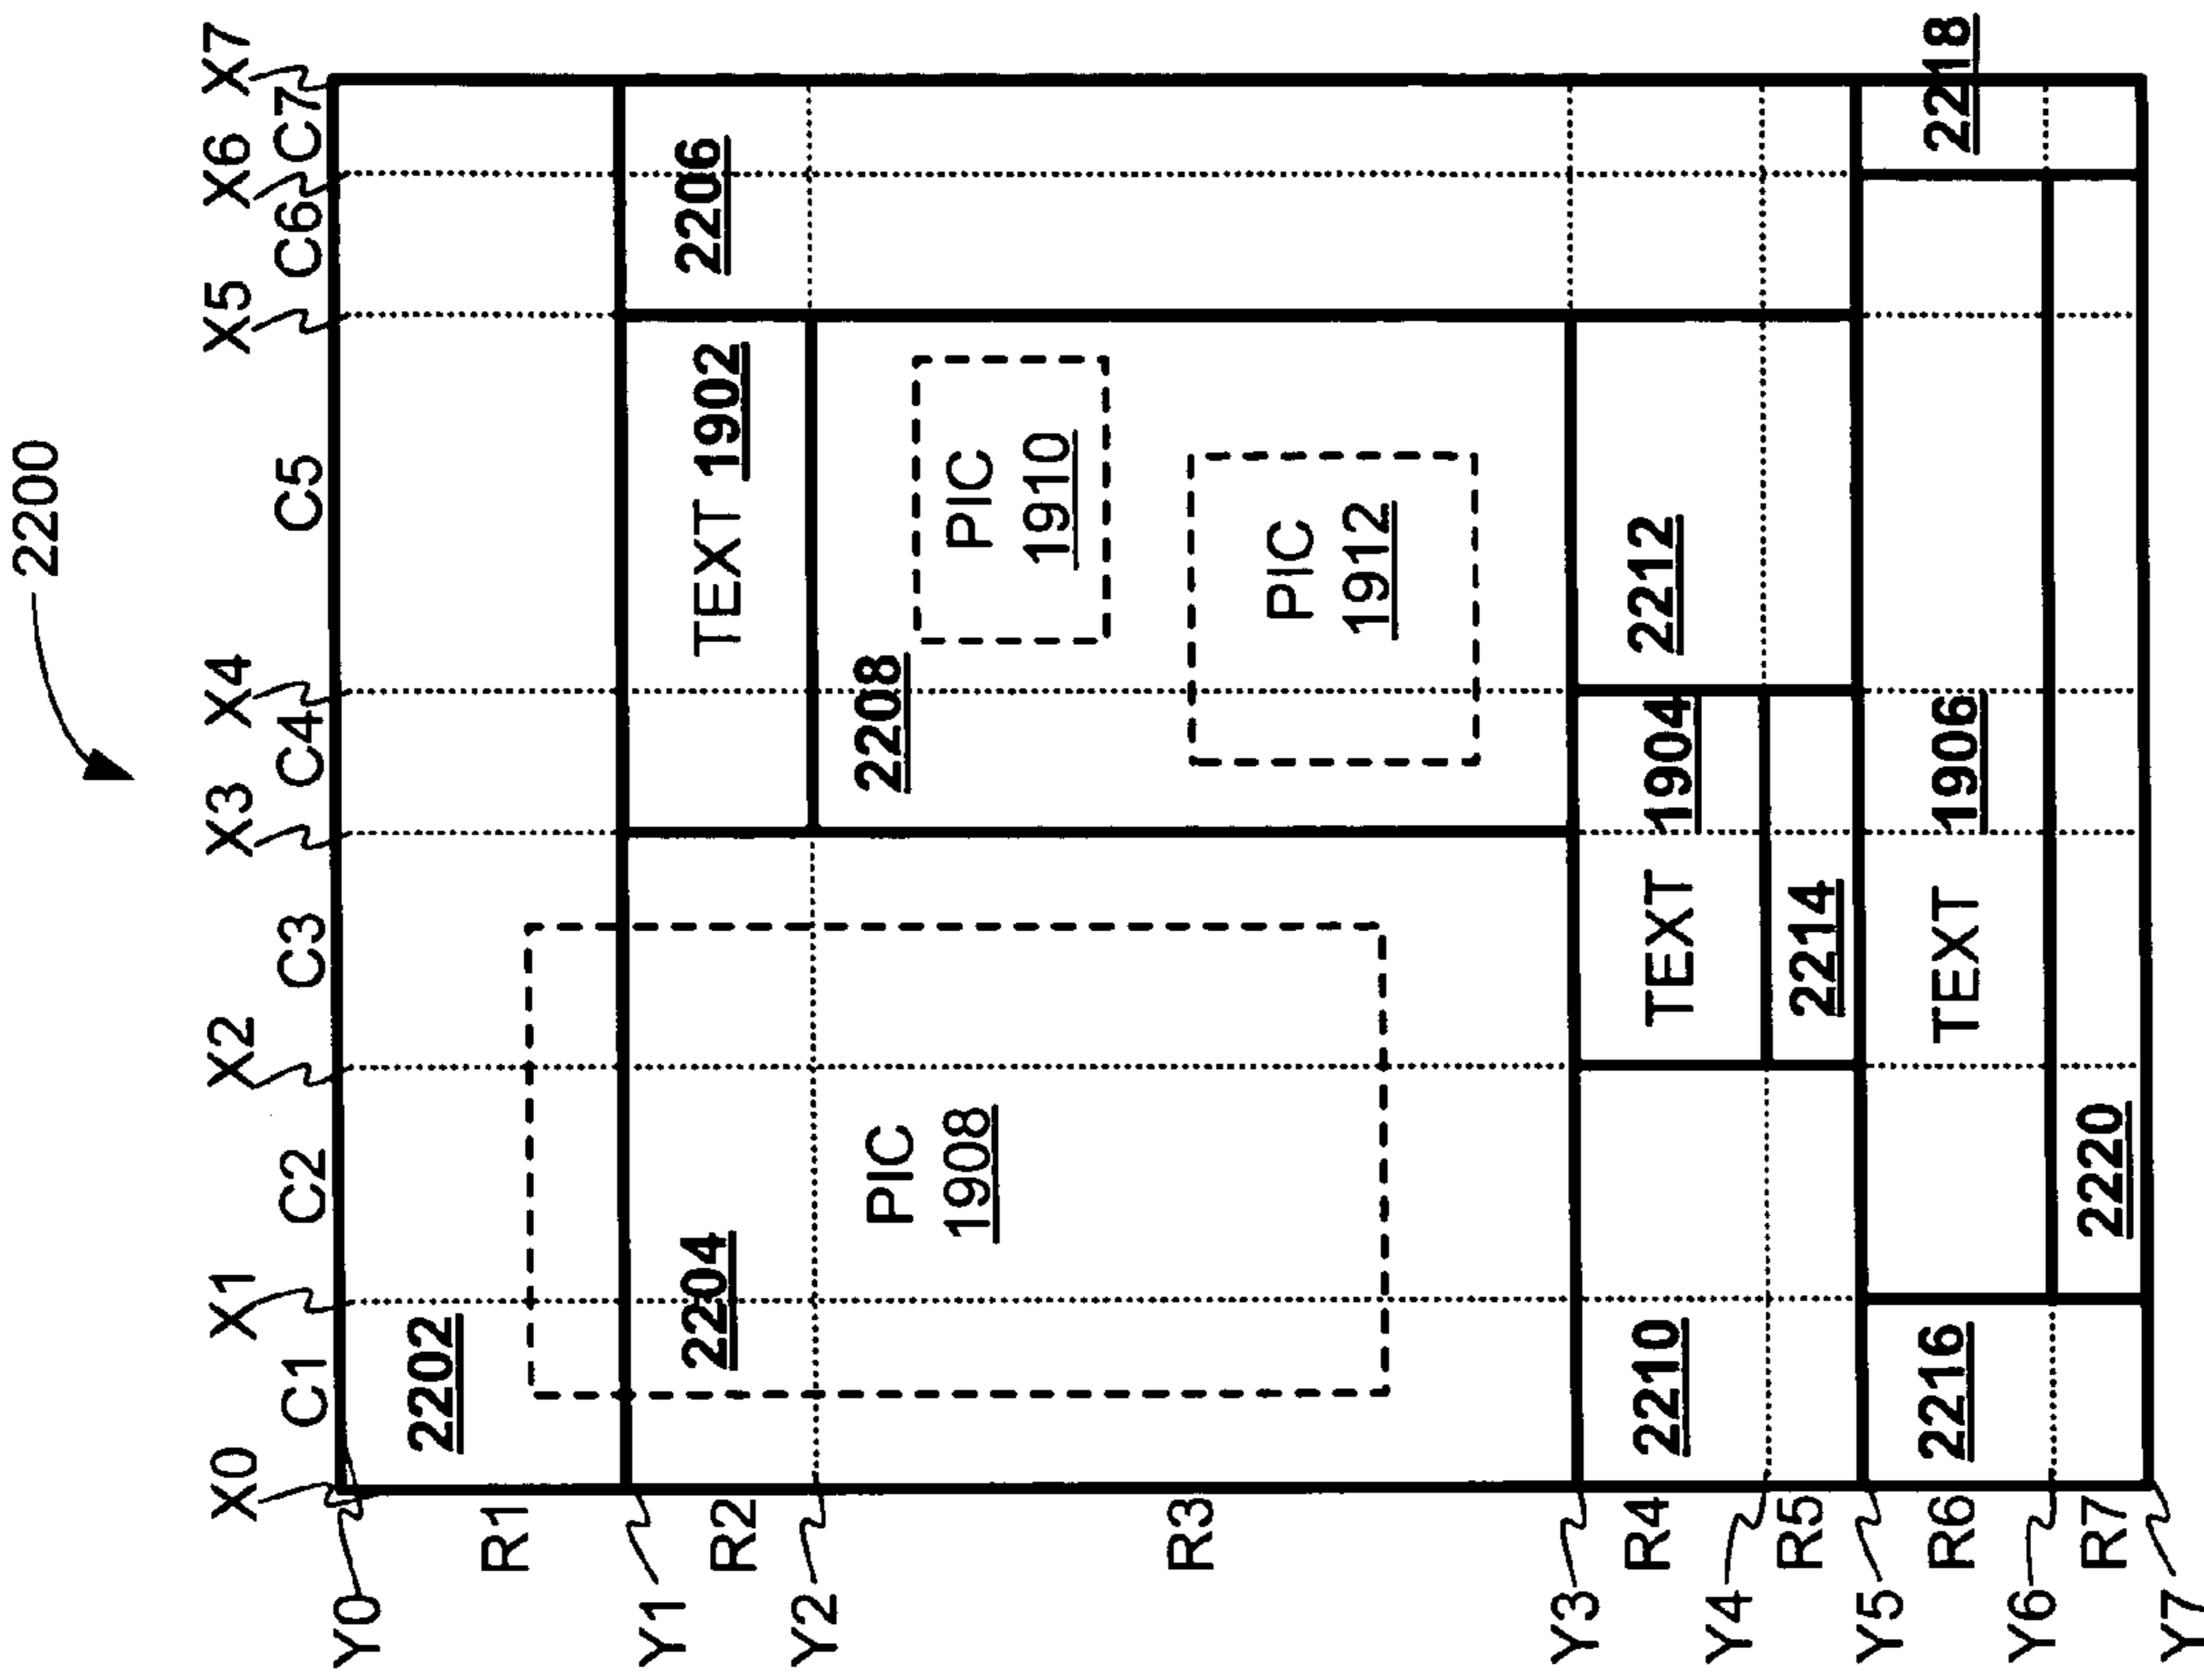 2200
X0 X1 X2 X3 X4 X5 X6 X7
C1 C2 C3 C4 C5 C6 C7
Y0
2202
R1
Y1
2204
TEXT 1902
2206
R2
Y2
2208
PIC
1908
PIC
1910
R3
PIC
1912
Y3
2210
TEXT 1904
2212
R4
Y4
2214
R5
Y5
2216
TEXT 1906
2218
R6
Y6
2220
R7
Y7